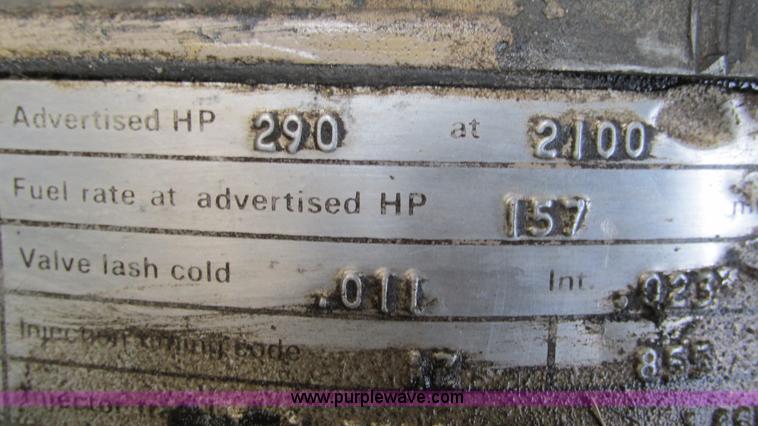 Advertised HP 290 at 2100
Fuel rate at advertised HP 157
Valve lash cold .011 Int. .023
Injection timing code 855
www.purplewave.com